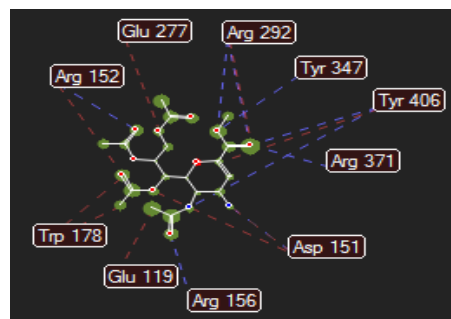 Glu 277
Arg 292
Arg 152
Tyr 347
Tyr 406
Arg 371
Trp 178
Asp 151
Glu 119
Arg 156